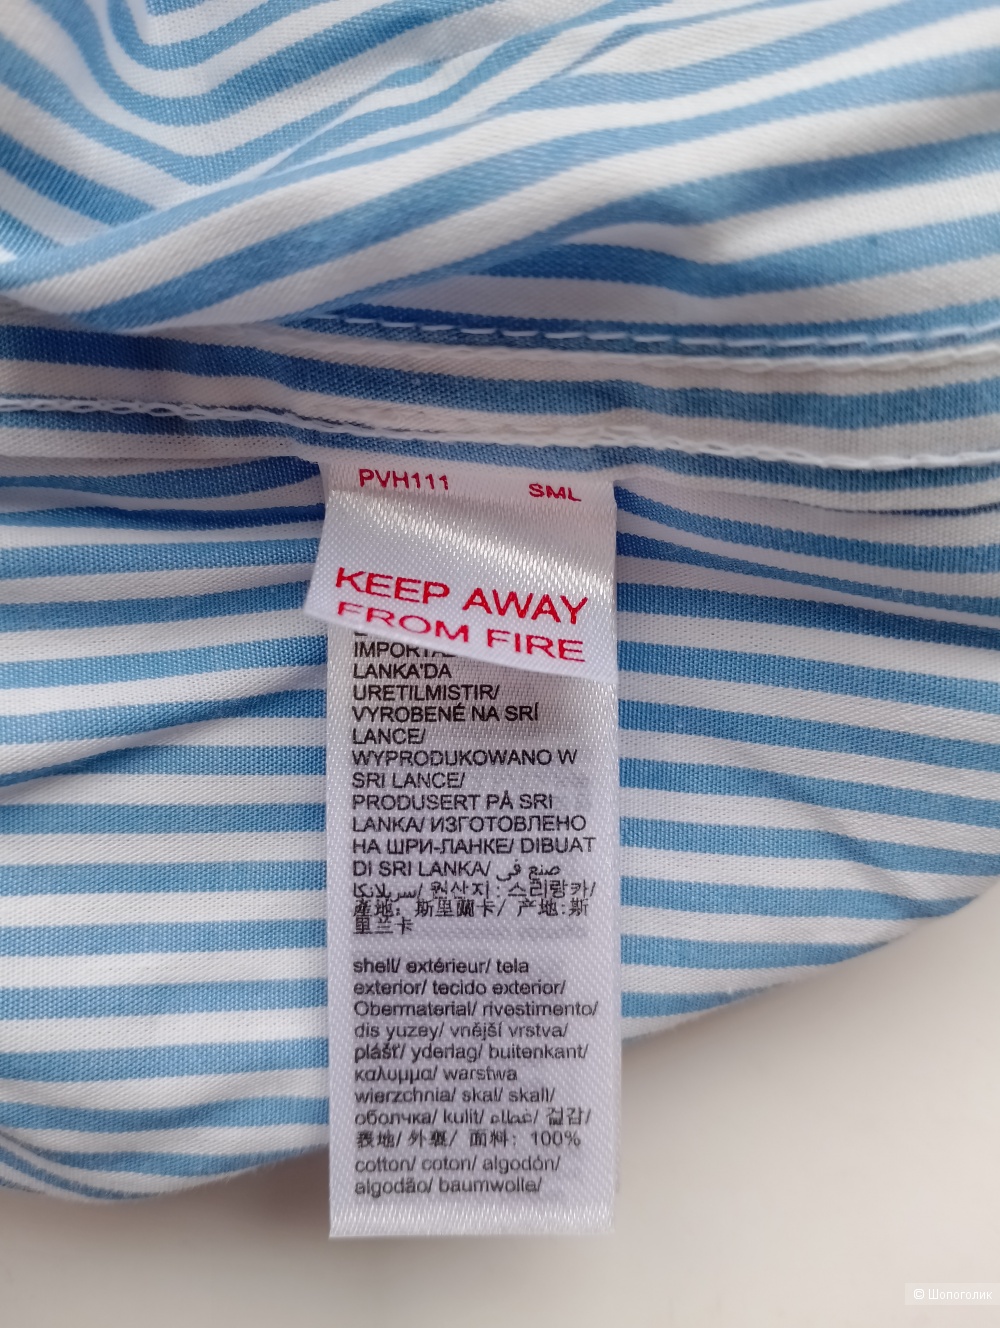 PVH111 SML
KEEP AWAY
FROM FIRE
LANKA'DA
URETILMISTIR/
VYROBENÉ NA SRÍ
LANCE/
WYPRODUKOWANO W
SRI LANCE/
PRODUSERT PÅ SRI
LANKA/ ИЗГОТОВЛЕНО
НА ШРИ-ЛАНКЕ/ DIBUAT
DI SRI LANKA/ صنع في
سريلانكا/ 원산지 : 스리랑카/
產地： 斯里蘭卡/ 产地:斯
里兰卡
shell/ extérieur/ tela
exterior/ tecido exterior/
Obermaterial/ rivestimento/
dis yuzey/ vnější vrstva/
plášť/ yderlag/ buitenkant/
καλυμμα/ warstwa
wierzchnia/ skal/ skall/
оболчка/ kulit/ غطاء/ 겉감/
表地/ 外裏/ 面料： 100%
cotton/ coton/ algodón/
algodão/ baumwolle/
© Шопоголик